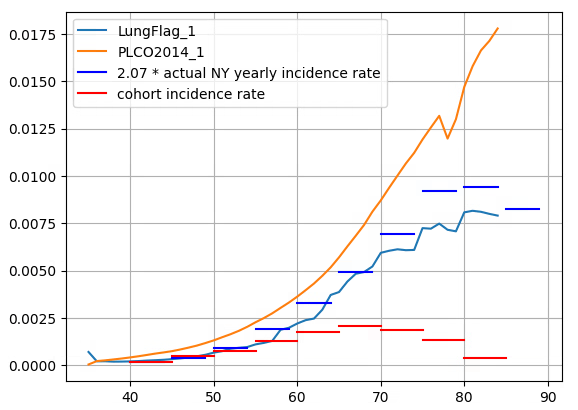 LungFlag_1
PLCO2014_1
2.07 * actual NY yearly incidence rate
cohort incidence rate
0.0175
0.0150
0.0125
0.0100
0.0075
0.0050
0.0025
0.0000
40 50 60 70 80 90